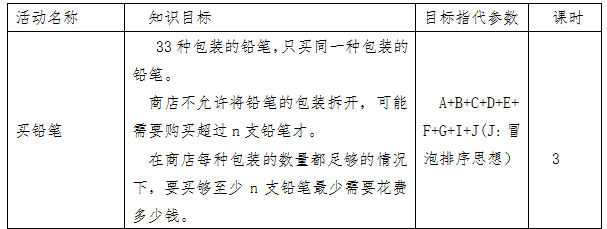 活动名称 知识目标 目标指代参数 课时
33种包装的铅笔,只买同一种包装的
铅笔。
商店不允许将铅笔的包装拆开,可能
需要购买超过n支铅笔才。
在商店每种包装的数量都足够的情况
下,要买够至少n支铅笔最少需要花费
多少钱。
买铅笔
A+B+C+D+E+
F+G+I+J(J:冒
泡排序思想)
3